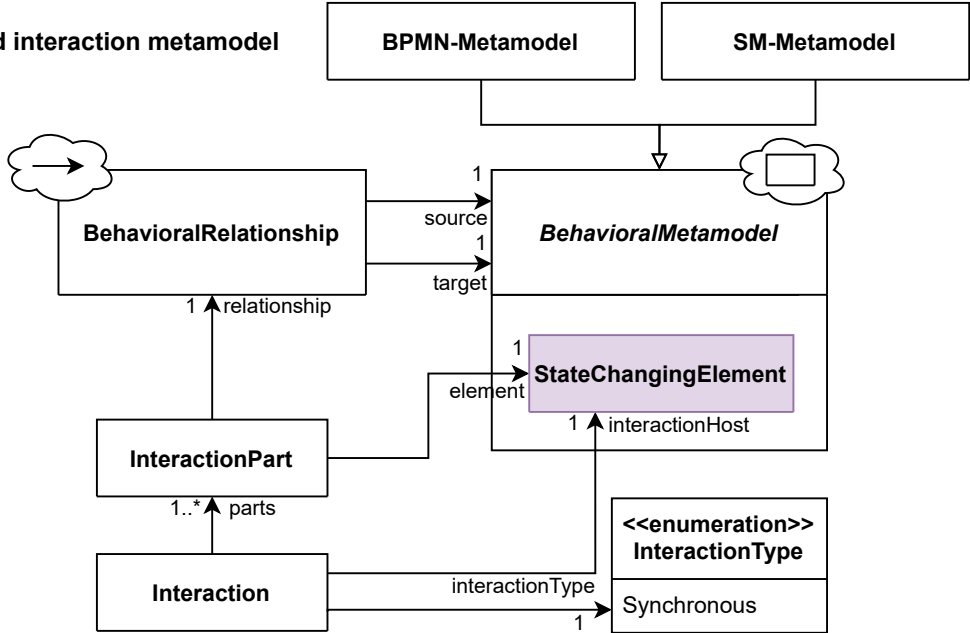 d interaction metamodel
BPMN-Metamodel
SM-Metamodel
BehavioralRelationship
1
source
1
target
BehavioralMetamodel
1 relationship
1
element
StateChangingElement
1 interactionHost
InteractionPart
1..* parts
<<enumeration>>
InteractionType
Interaction
interactionType
1
Synchronous